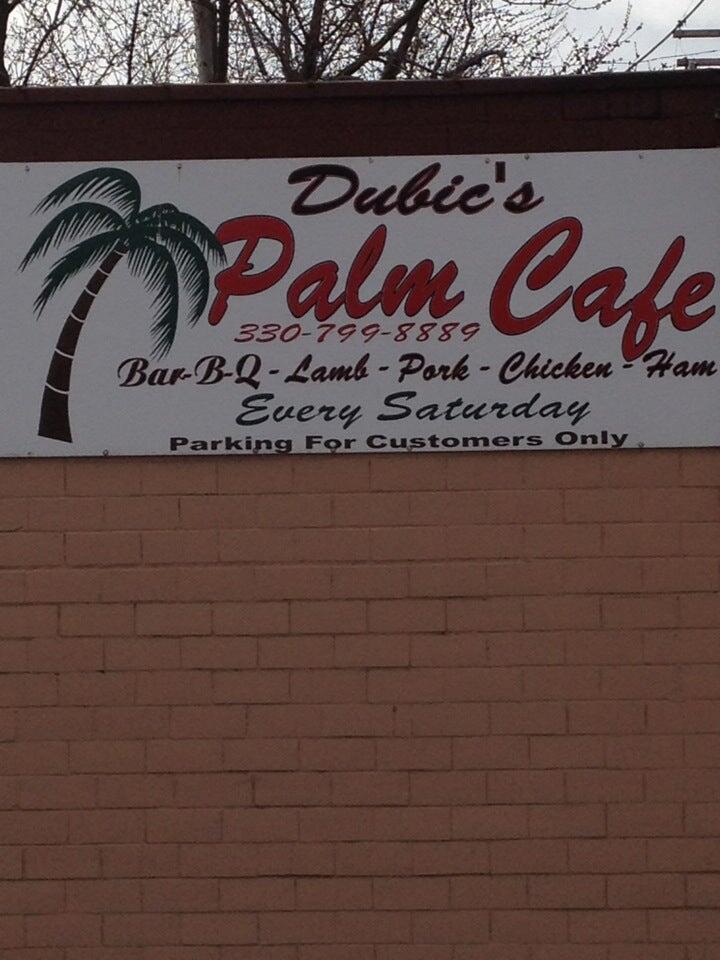 Dubic's
Palm Cafe
330-799-8889
Bar-B-Q - Lamb - Pork - Chicken - Ham
Every Saturday
Parking For Customers Only